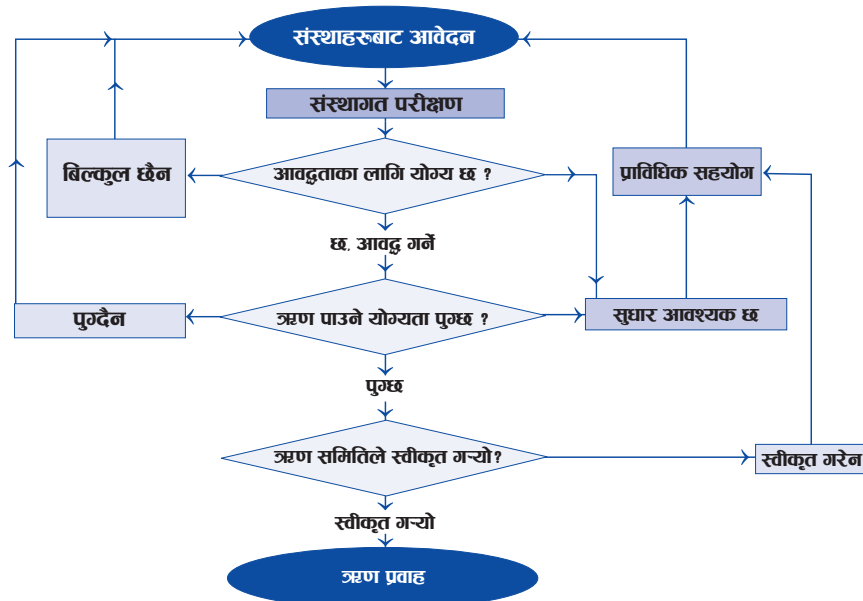 संस्थाहरुबाट आवेदन
संस्थागत परीक्षण
बिल्कुल छैन
आवद्धताका लागि योग्य छ ?
प्राविधिक सहयोग
छ. आवद्ध गर्ने
पुग्दैन
ऋण पाउने योग्यता पुग्छ ?
सुधार आवश्यक छ
पुग्छ
ऋण समितिले स्वीकृत गर्‍यो?
स्वीकृत गरेन
स्वीकृत गर्‍यो
ऋण प्रवाह